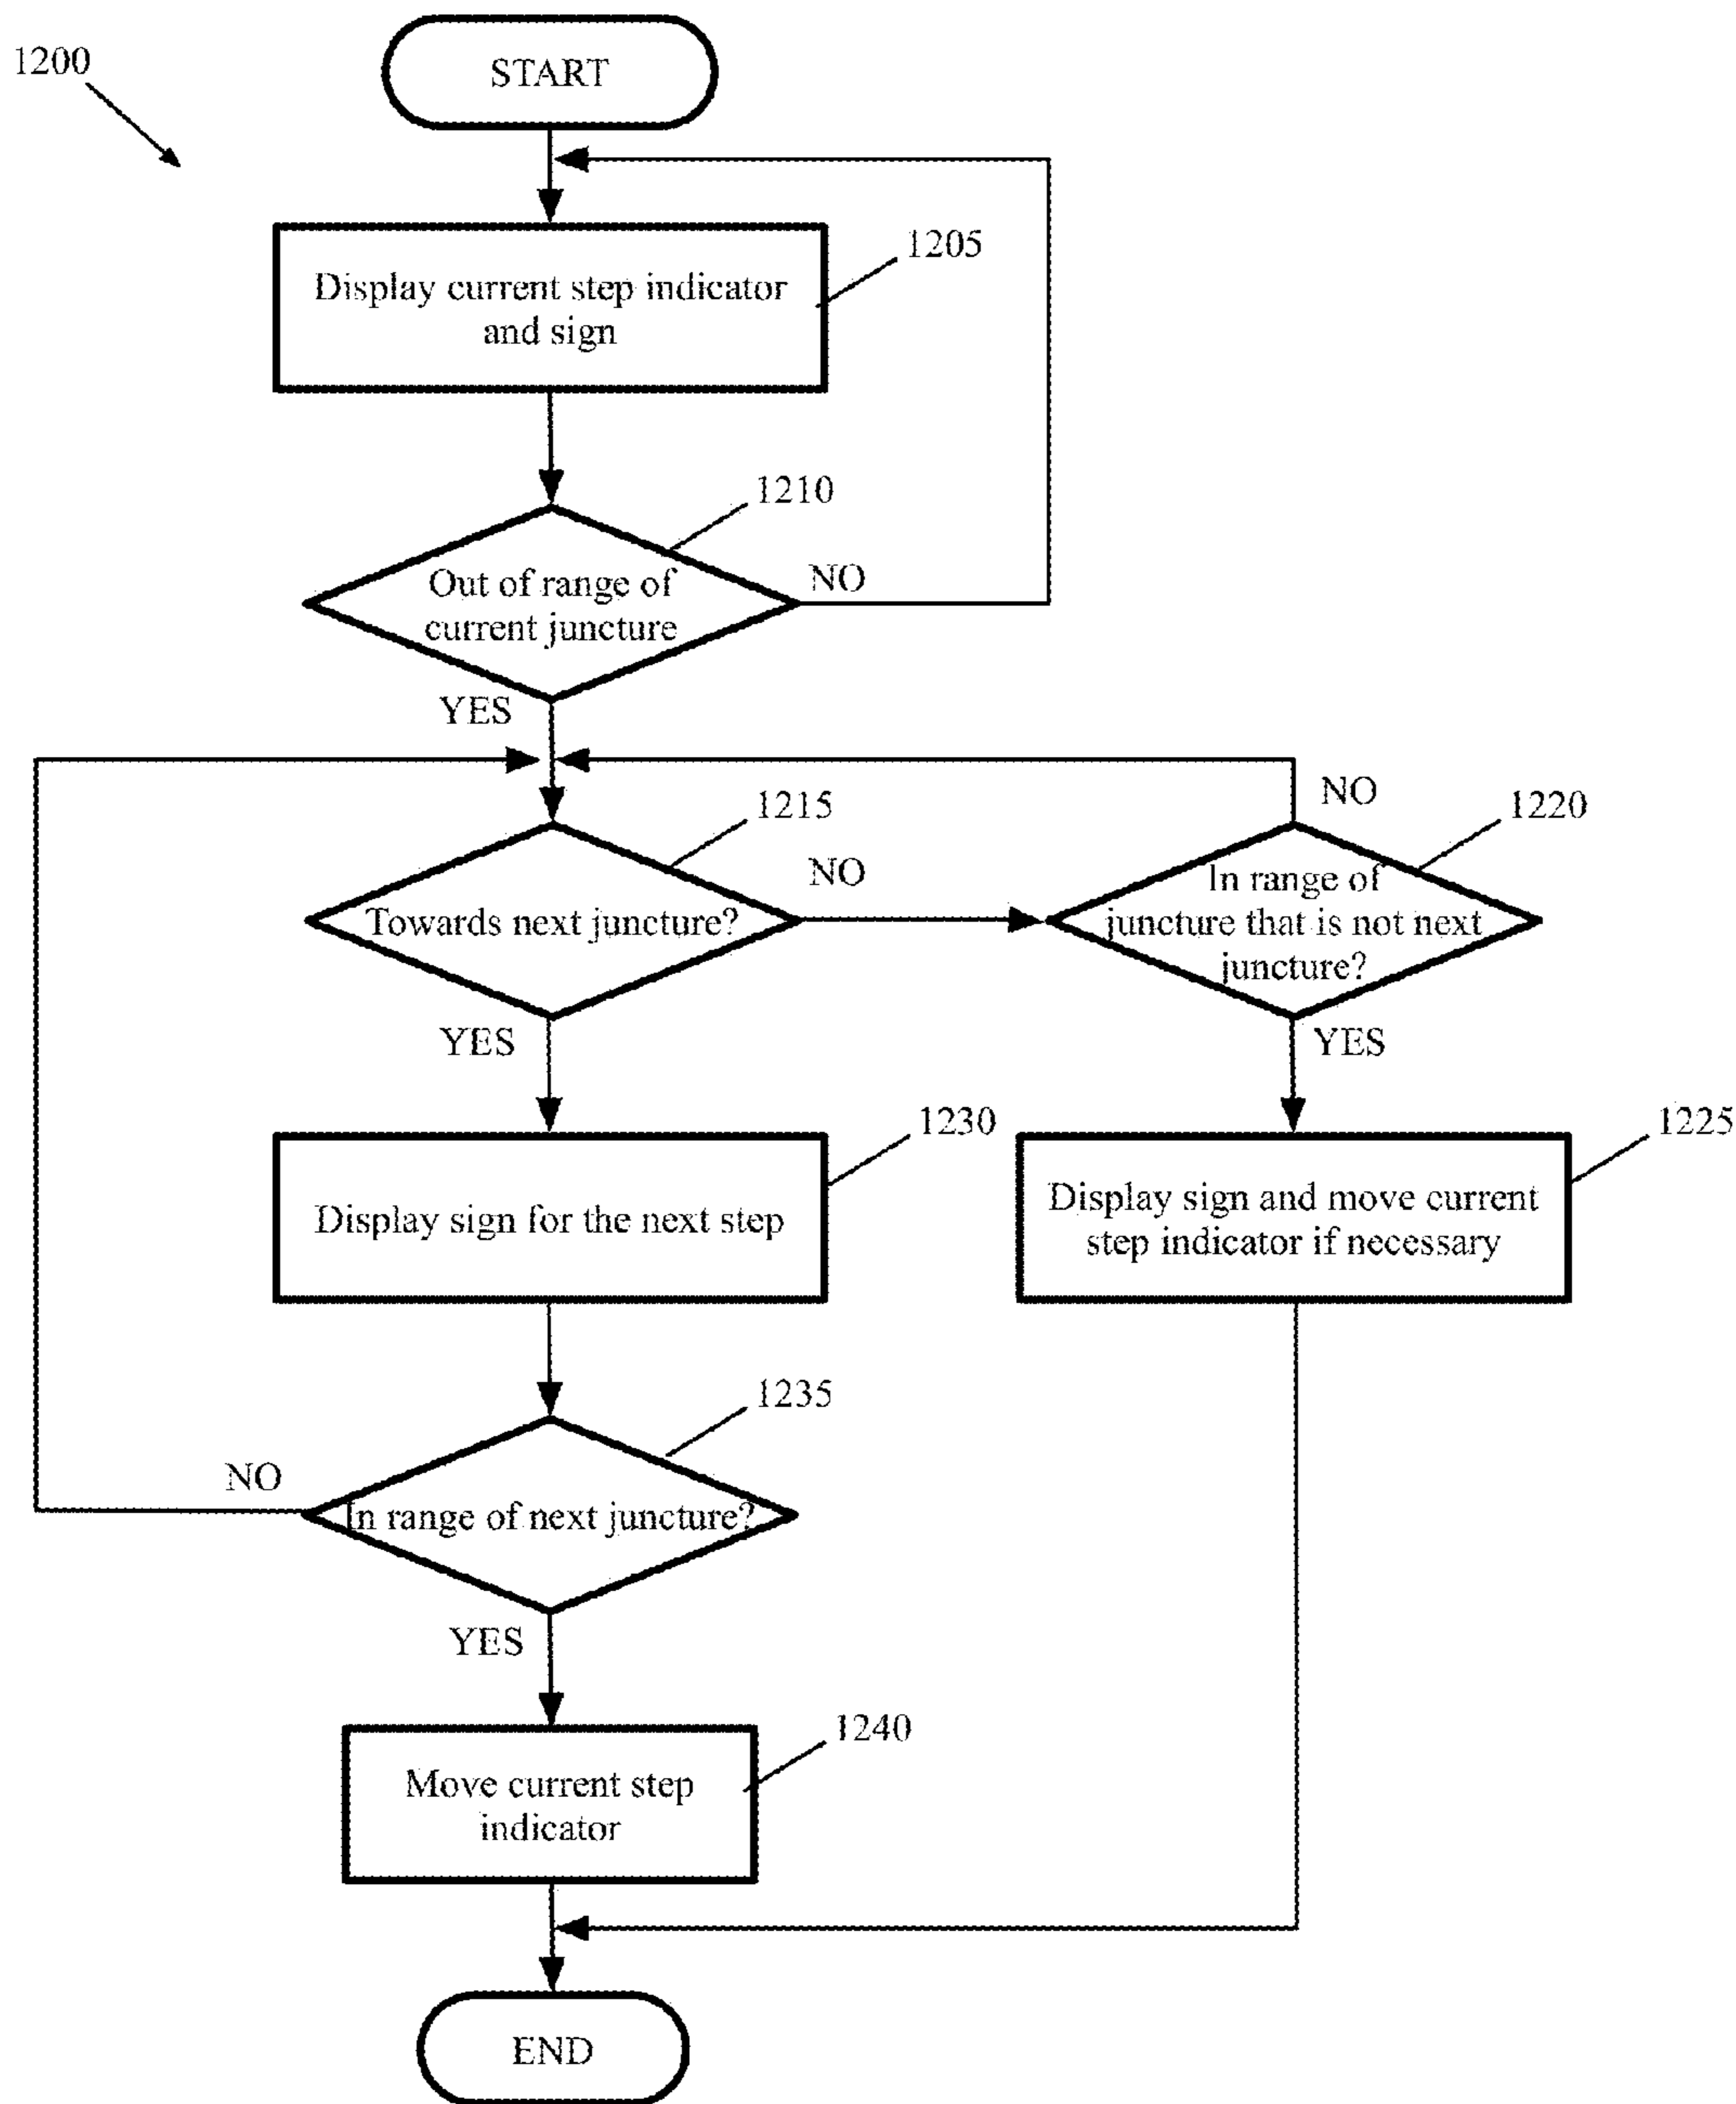 1200
START
1205
Display current step indicator
and sign
1210
Out of range of
current juncture
NO
YES
1215
Towards next juncture?
NO
YES
1220
In range of
juncture that is not next
juncture?
NO
YES
1230
Display sign for the next step
1225
Display sign and move current
step indicator if necessary
1235
In range of next juncture?
NO
YES
1240
Move current step
indicator
END